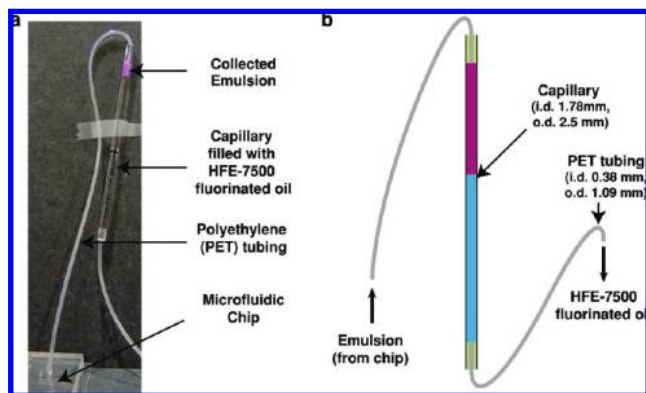 a
Collected
Emulsion
Capillary
filled with
HFE-7500
fluorinated oil
Polyethylene
(PET) tubing
Microfluidic
Chip
b
Capillary
(i.d. 1.78mm,
o.d. 2.5 mm)
PET tubing
(i.d. 0.38 mm,
o.d. 1.09 mm)
Emulsion
(from chip)
HFE-7500
fluorinated oil